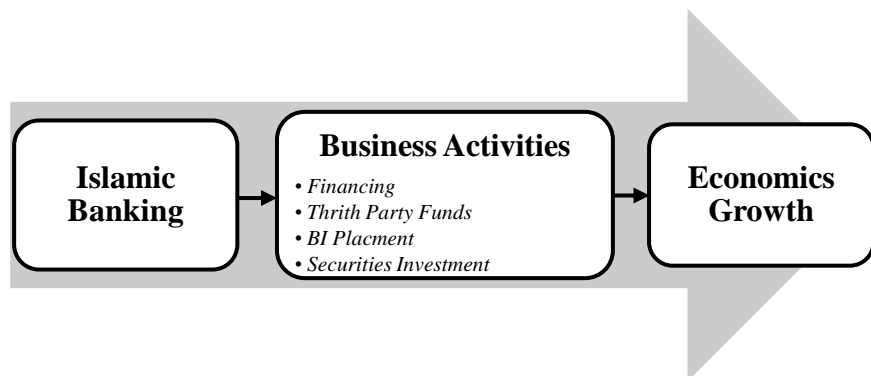 Islamic
Banking
Business Activities
• Financing
• Thrith Party Funds
• BI Placment
• Securities Investment
Economics
Growth